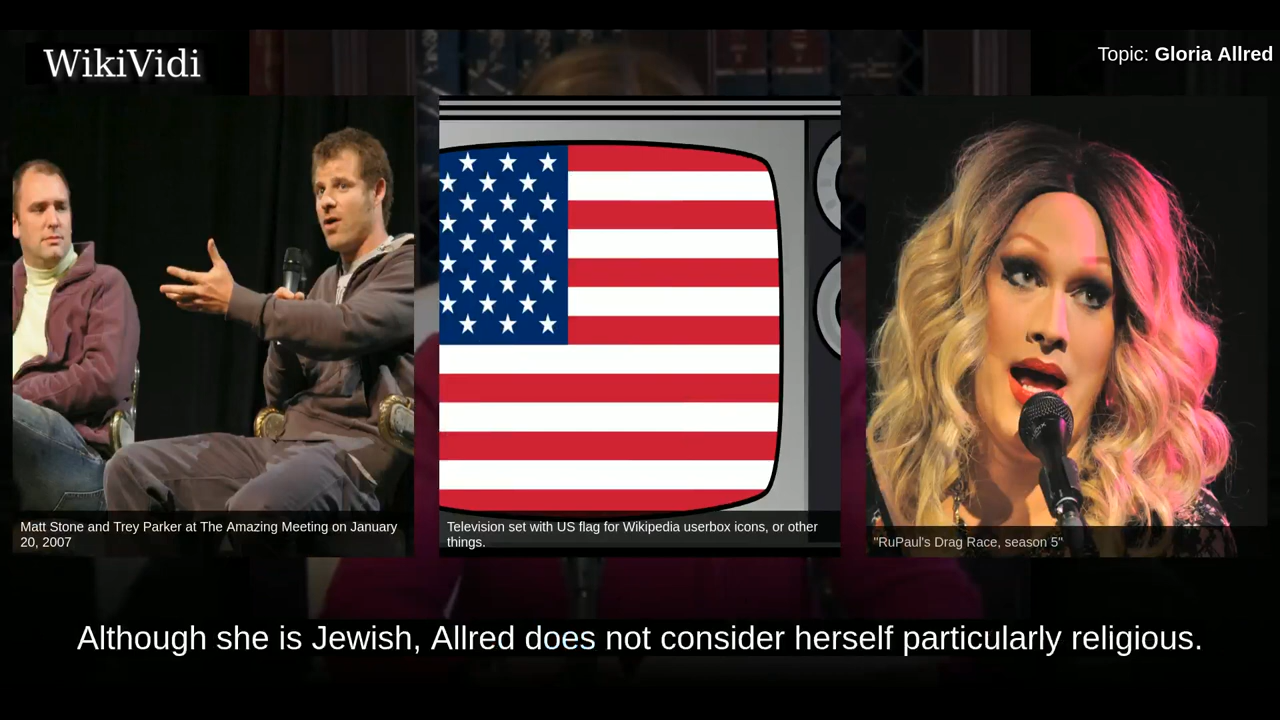 WikiVidi
Topic: Gloria Allred
Matt Stone and Trey Parker at The Amazing Meeting on January
20, 2007
Television set with US flag for Wikipedia userbox icons, or other
things.
"RuPaul's Drag Race, season 5"
Although she is Jewish, Allred does not consider herself particularly religious.